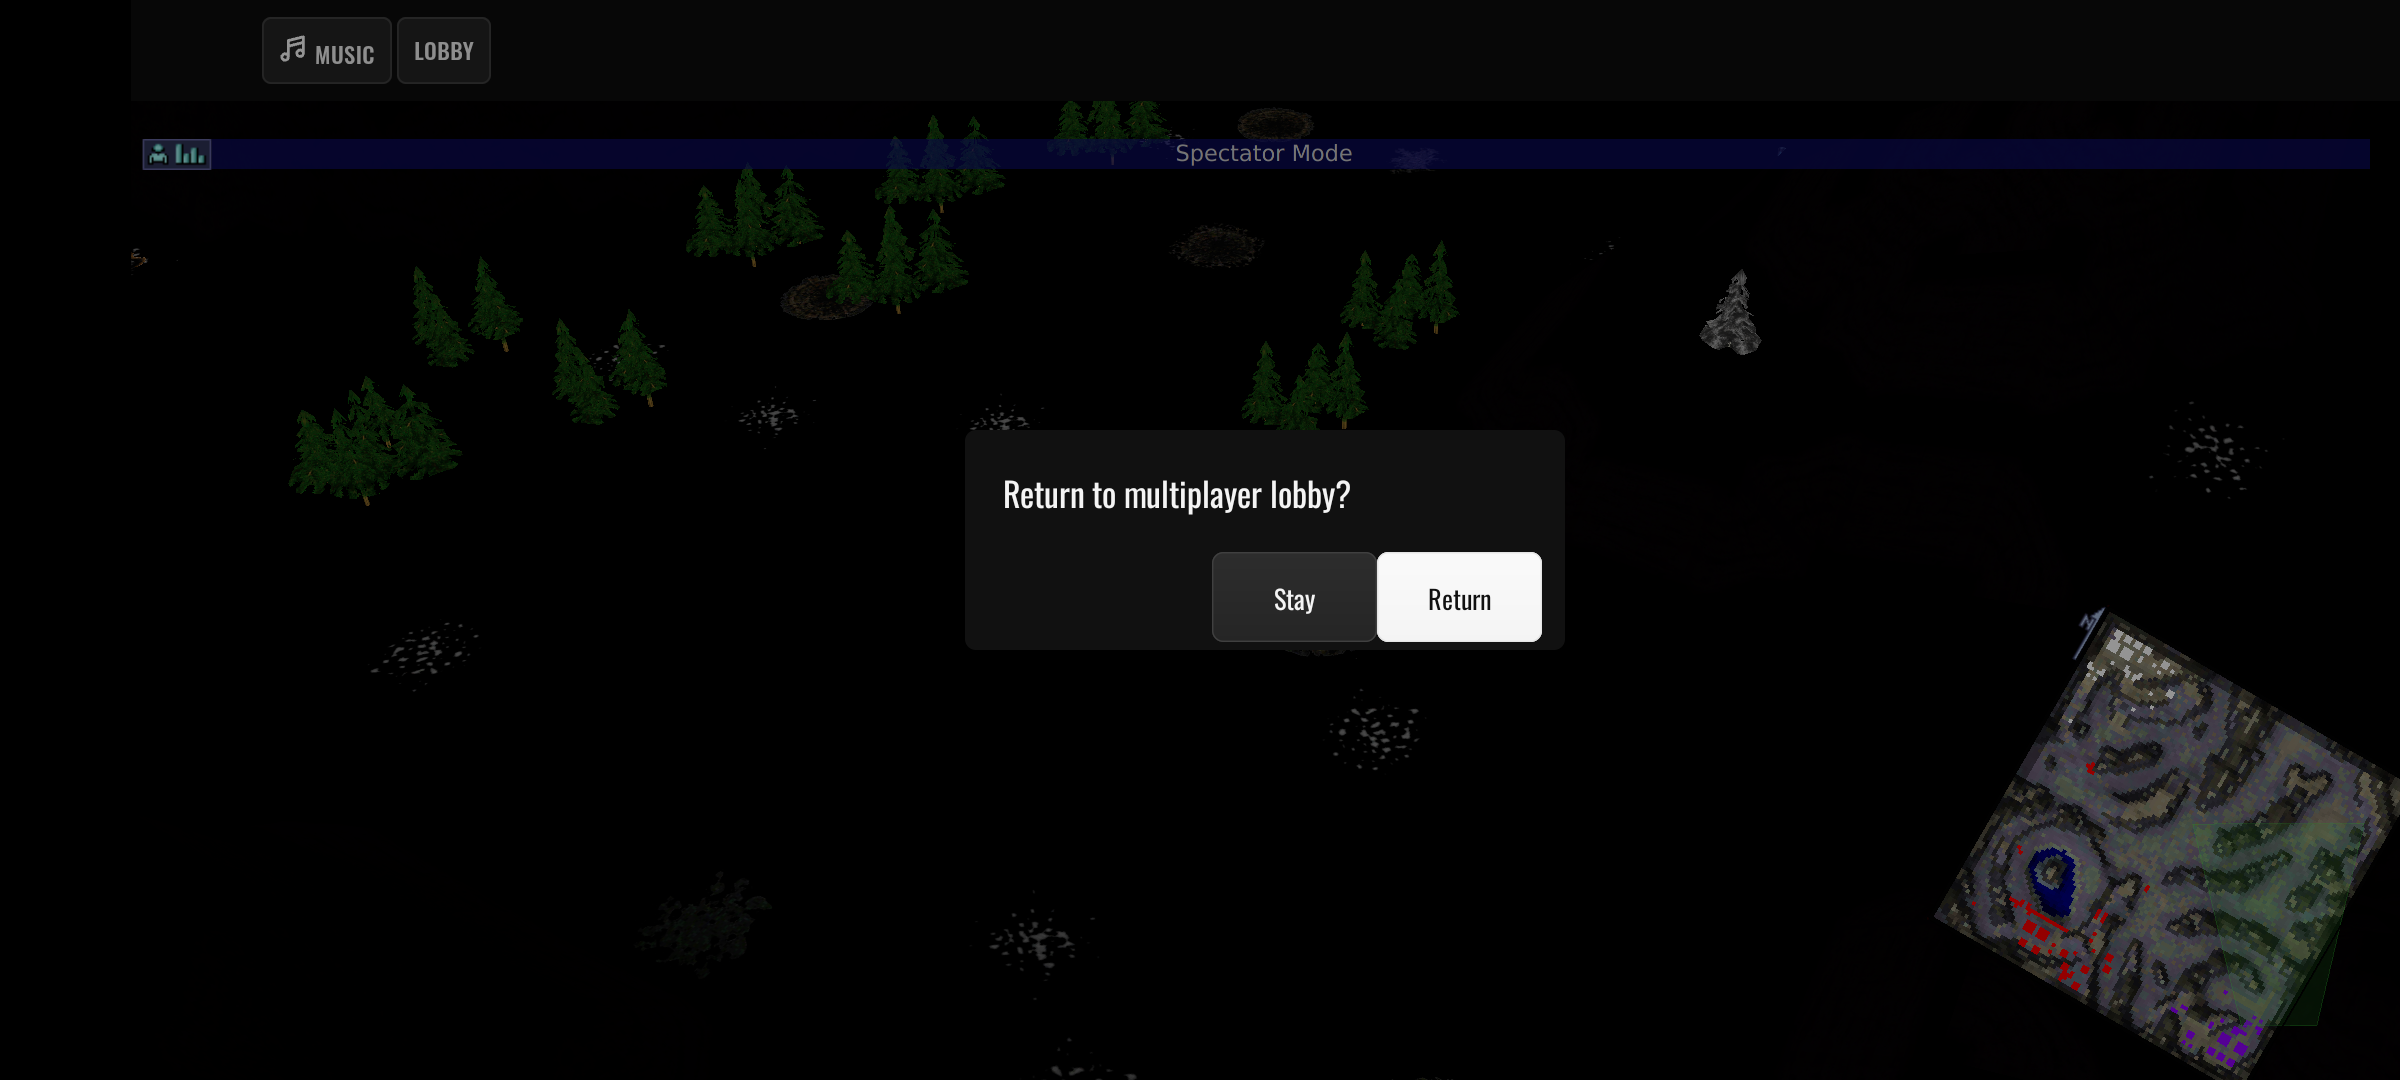 MUSIC
LOBBY
Spectator Mode
Return to multiplayer lobby?
Stay
Return
N